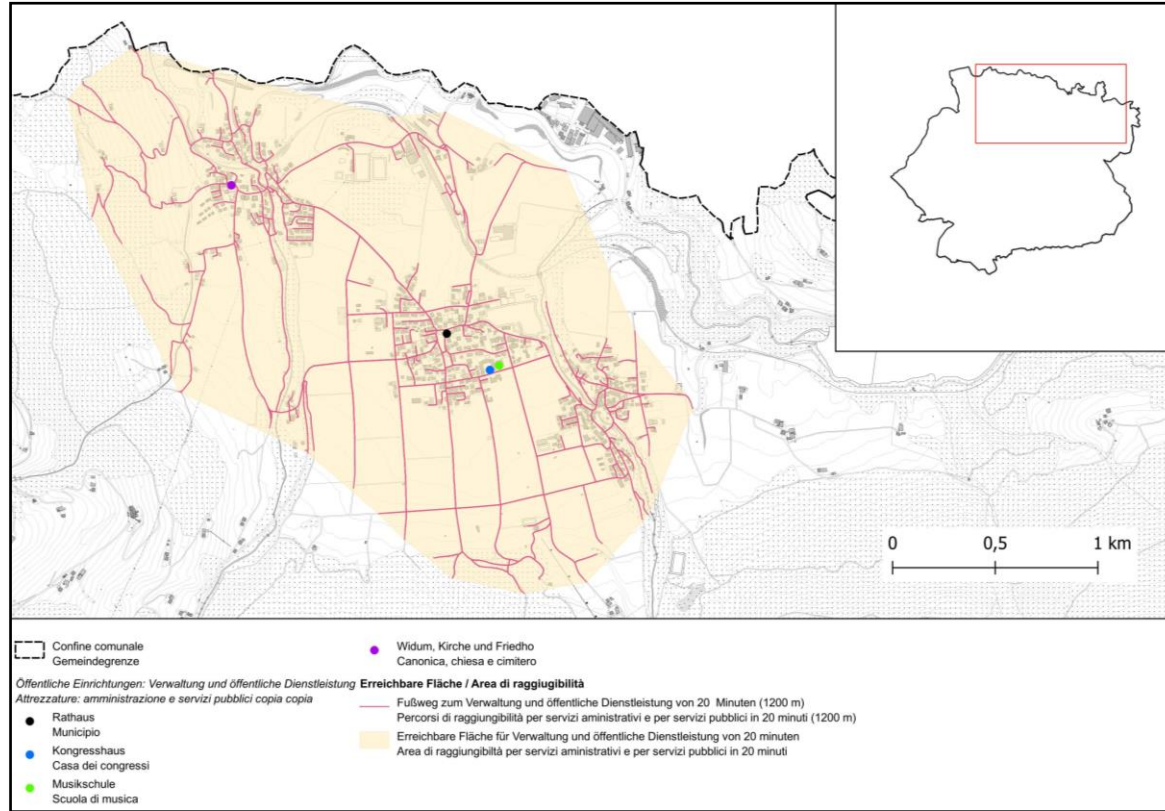 0 0,5 1 km
Confine comunale
Gemeindegrenze
Öffentliche Einrichtungen: Verwaltung und öffentliche Dienstleistung
Attrezzature: amministrazione e servizi pubblici copia copia
Rathaus
Municipio
Kongresshaus
Casa dei congressi
Musikschule
Scuola di musica
Widum, Kirche und Friedho
Canonica, chiesa e cimitero
Erreichbare Fläche / Area di raggiugibilità
Fußweg zum Verwaltung und öffentliche Dienstleistung von 20 Minuten (1200 m)
Percorsi di raggiungibilità per servizi aministrativi e per servizi pubblici in 20 minuti (1200 m)
Erreichbare Fläche für Verwaltung und öffentliche Dienstleistung von 20 minuten
Area di raggiungibiltà per servizi aministrativi e per servizi pubblici in 20 minuti